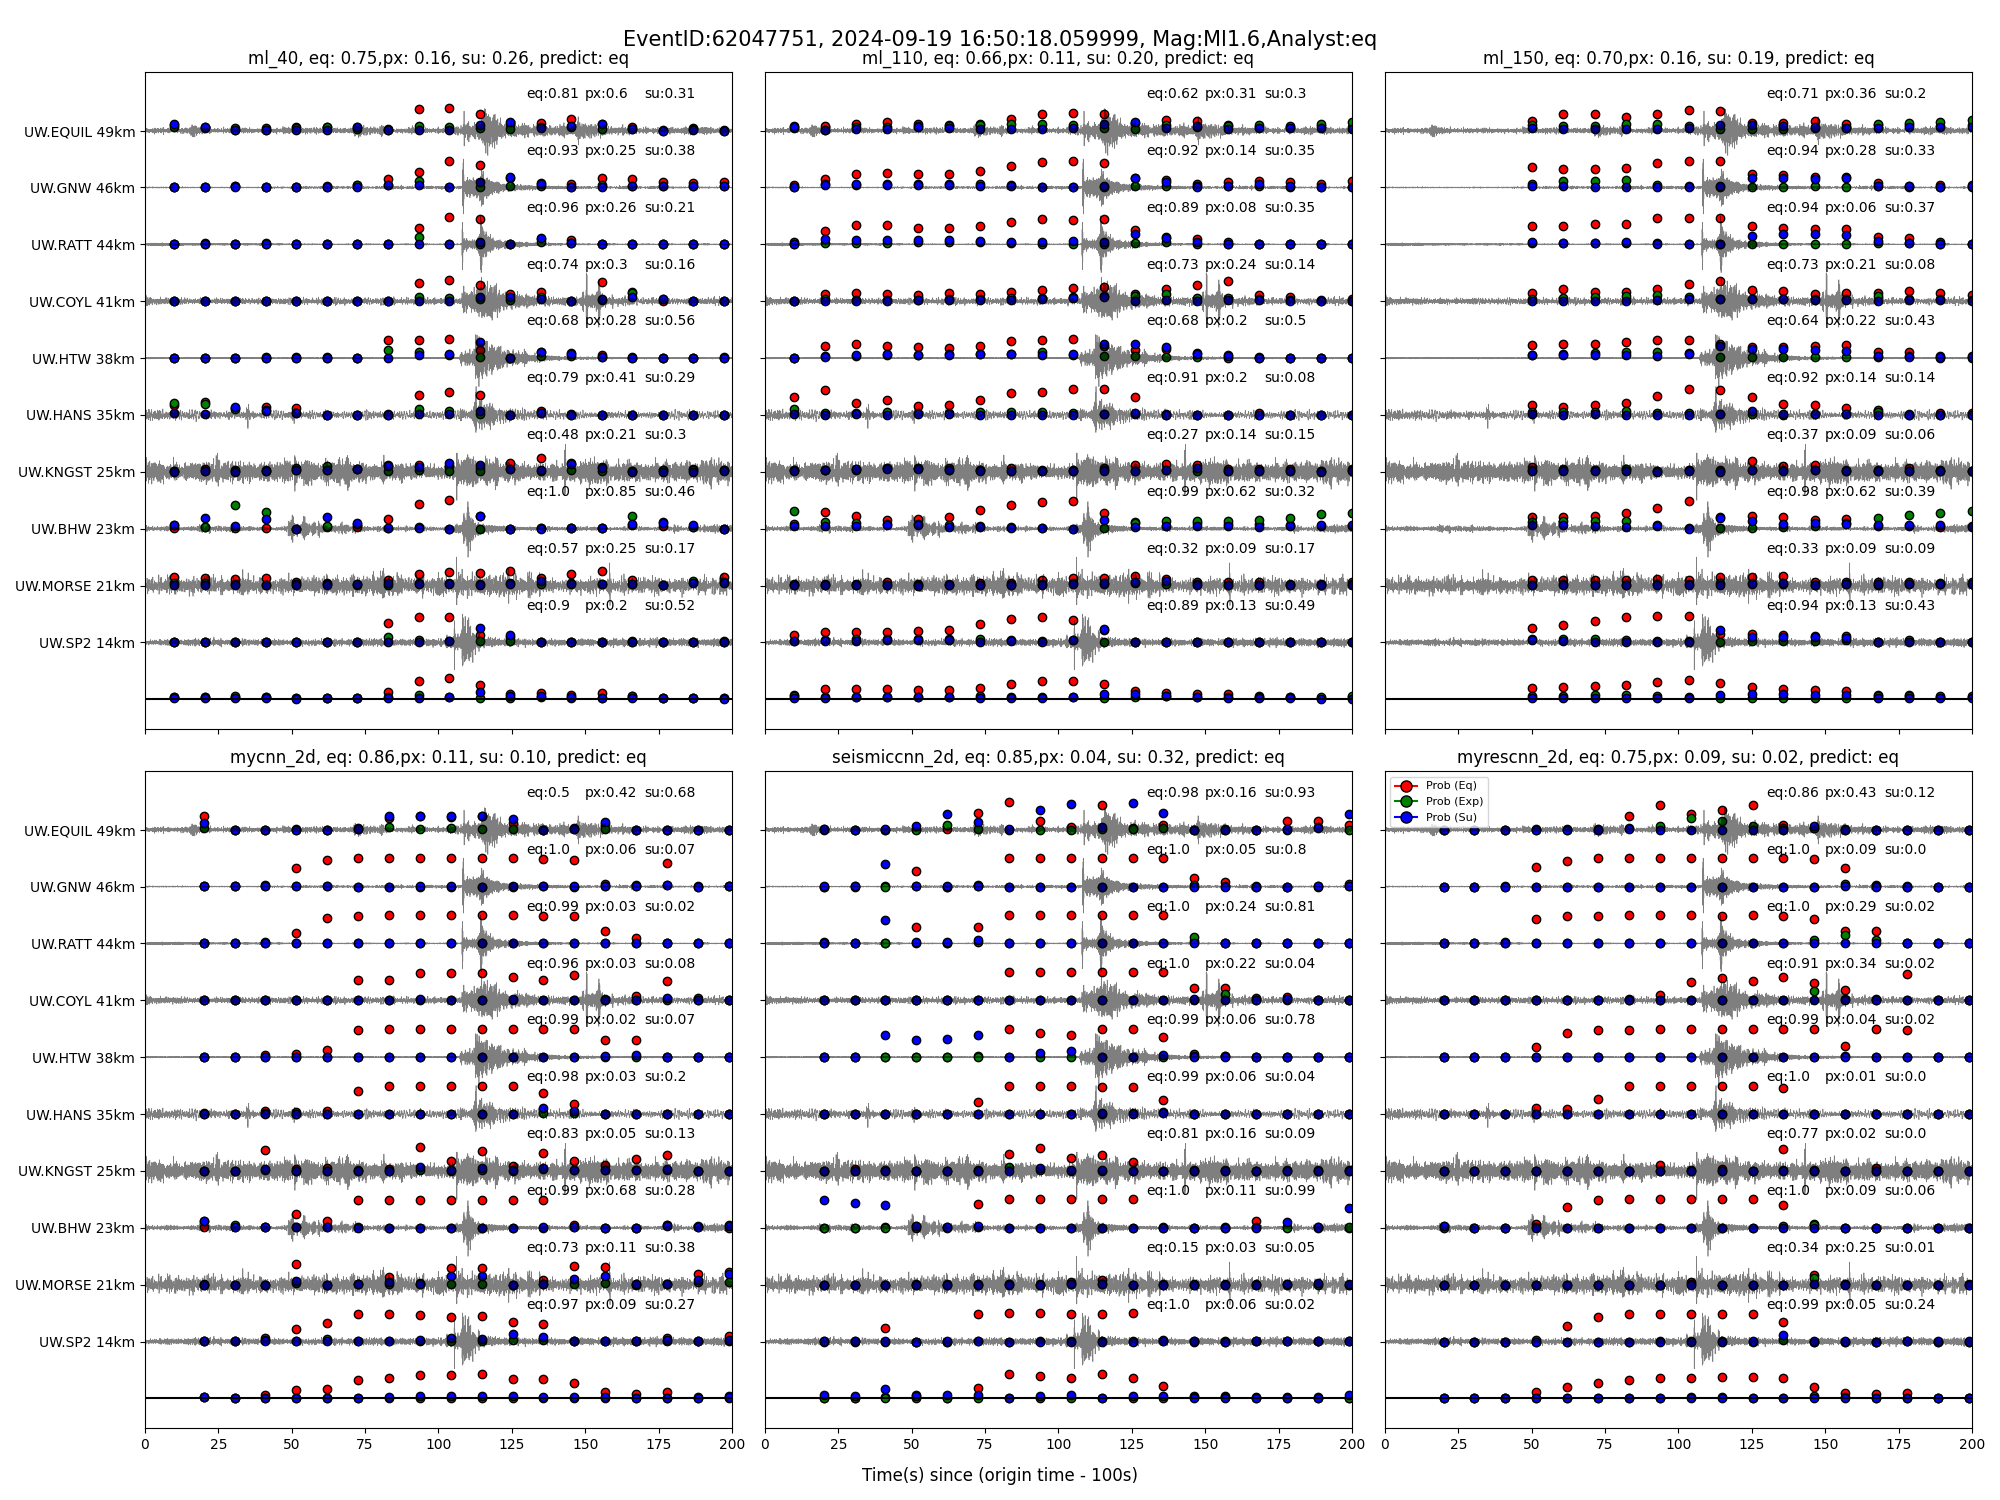 EventID:62047751, 2024-09-19 16:50:18.059999, Mag:Ml1.6,Analyst:eq
ml_40, eq: 0.75,px: 0.16, su: 0.26, predict: eq
UW.EQUIL 49km eq:0.81 px:0.6 su:0.31
UW.GNW 46km eq:0.93 px:0.25 su:0.38
UW.RATT 44km eq:0.96 px:0.26 su:0.21
UW.COYL 41km eq:0.74 px:0.3 su:0.16
UW.HTW 38km eq:0.68 px:0.28 su:0.56
UW.HANS 35km eq:0.79 px:0.41 su:0.29
UW.KNGST 25km eq:0.48 px:0.21 su:0.3
UW.BHW 23km eq:1.0 px:0.85 su:0.46
UW.MORSE 21km eq:0.57 px:0.25 su:0.17
UW.SP2 14km eq:0.9 px:0.2 su:0.52
ml_110, eq: 0.66,px: 0.11, su: 0.20, predict: eq
eq:0.62 px:0.31 su:0.3
eq:0.92 px:0.14 su:0.35
eq:0.89 px:0.08 su:0.35
eq:0.73 px:0.24 su:0.14
eq:0.68 px:0.2 su:0.5
eq:0.91 px:0.2 su:0.08
eq:0.27 px:0.14 su:0.15
eq:0.99 px:0.62 su:0.32
eq:0.32 px:0.09 su:0.17
eq:0.89 px:0.13 su:0.49
ml_150, eq: 0.70,px: 0.16, su: 0.19, predict: eq
eq:0.71 px:0.36 su:0.2
eq:0.94 px:0.28 su:0.33
eq:0.94 px:0.06 su:0.37
eq:0.73 px:0.21 su:0.08
eq:0.64 px:0.22 su:0.43
eq:0.92 px:0.14 su:0.14
eq:0.37 px:0.09 su:0.06
eq:0.98 px:0.62 su:0.39
eq:0.33 px:0.09 su:0.09
eq:0.94 px:0.13 su:0.43
mycnn_2d, eq: 0.86,px: 0.11, su: 0.10, predict: eq
UW.EQUIL 49km eq:0.5 px:0.42 su:0.68
UW.GNW 46km eq:1.0 px:0.06 su:0.07
UW.RATT 44km eq:0.99 px:0.03 su:0.02
UW.COYL 41km eq:0.96 px:0.03 su:0.08
UW.HTW 38km eq:0.99 px:0.02 su:0.07
UW.HANS 35km eq:0.98 px:0.03 su:0.2
UW.KNGST 25km eq:0.83 px:0.05 su:0.13
UW.BHW 23km eq:0.99 px:0.68 su:0.28
UW.MORSE 21km eq:0.73 px:0.11 su:0.38
UW.SP2 14km eq:0.97 px:0.09 su:0.27
0 25 50 75 100 125 150 175 200
seismiccnn_2d, eq: 0.85,px: 0.04, su: 0.32, predict: eq
eq:0.98 px:0.16 su:0.93
eq:1.0 px:0.05 su:0.8
eq:1.0 px:0.24 su:0.81
eq:1.0 px:0.22 su:0.04
eq:0.99 px:0.06 su:0.78
eq:0.99 px:0.06 su:0.04
eq:0.81 px:0.16 su:0.09
eq:1.0 px:0.11 su:0.99
eq:0.15 px:0.03 su:0.05
eq:1.0 px:0.06 su:0.02
0 25 50 75 100 125 150 175 200
myrescnn_2d, eq: 0.75,px: 0.09, su: 0.02, predict: eq
Prob (Eq)
Prob (Exp)
Prob (Su)
eq:0.86 px:0.43 su:0.12
eq:1.0 px:0.09 su:0.0
eq:1.0 px:0.29 su:0.02
eq:0.91 px:0.34 su:0.02
eq:0.99 px:0.04 su:0.02
eq:1.0 px:0.01 su:0.0
eq:0.77 px:0.02 su:0.0
eq:1.0 px:0.09 su:0.06
eq:0.34 px:0.25 su:0.01
eq:0.99 px:0.05 su:0.24
0 25 50 75 100 125 150 175 200
Time(s) since (origin time - 100s)